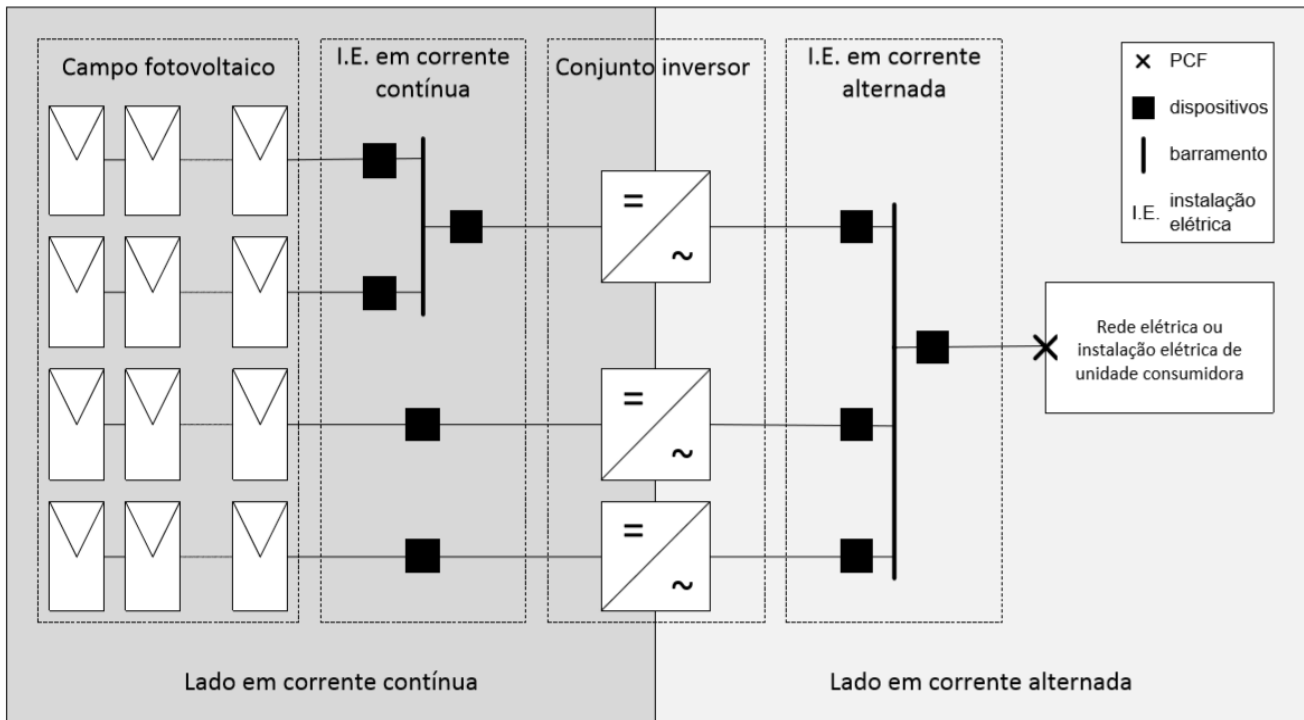 Campo fotovoltaico
I.E. em corrente
contínua
Conjunto inversor
I.E. em corrente
alternada
PCF
dispositivos
barramento
I.E. instalação
elétrica
=
~
=
~
=
~
Rede elétrica ou
instalação elétrica de
unidade consumidora
Lado em corrente contínua
Lado em corrente alternada